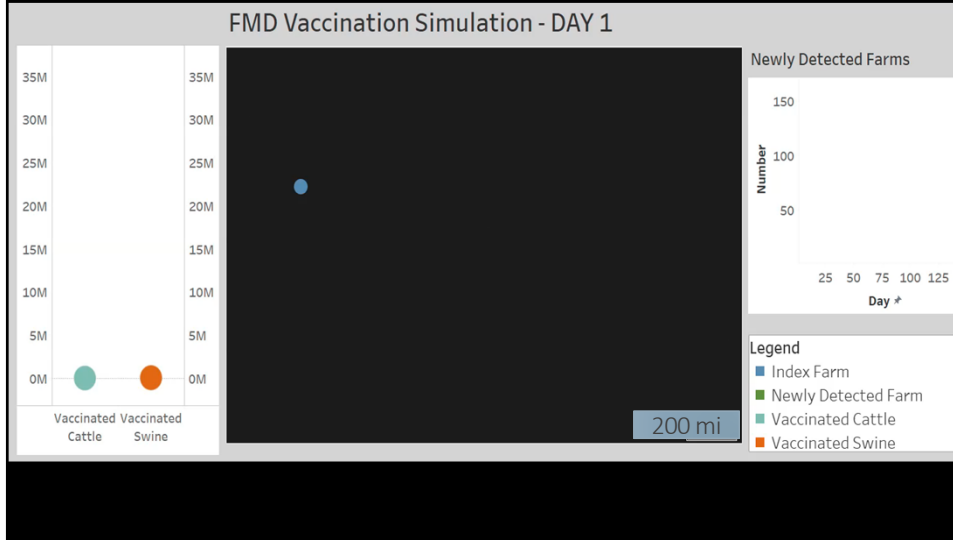 FMD Vaccination Simulation - DAY 1
35M
30M
25M
20M
15M
10M
5M
0M
35M
30M
25M
20M
15M
10M
5M
0M
Vaccinated Cattle
Vaccinated Swine
200 mi
Newly Detected Farms
Number
150
100
50
25 50 75 100 125
Day
Legend
Index Farm
Newly Detected Farm
Vaccinated Cattle
Vaccinated Swine